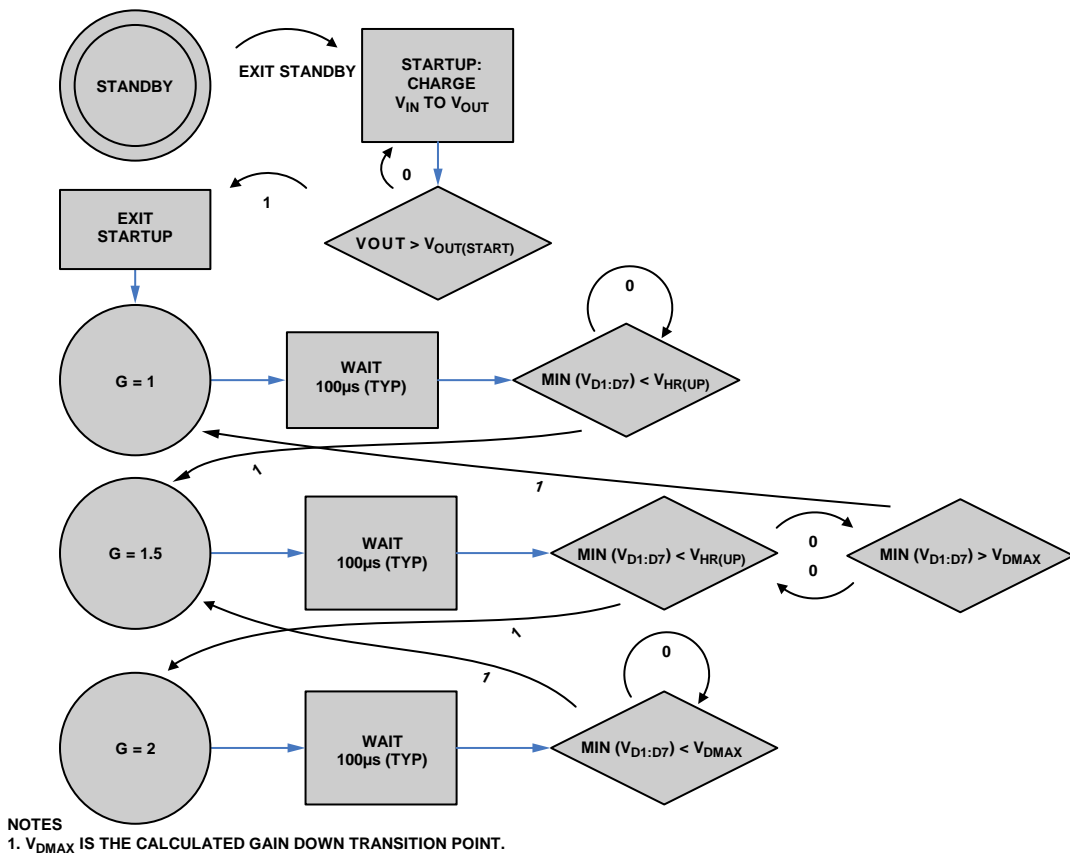 STANDBY
EXIT STANDBY
STARTUP:
CHARGE
VIN TO VOUT
0
1
EXIT
STARTUP
VOUT > VOUT(START)
0
G = 1
WAIT
100µs (TYP)
MIN (VD1:D7) < VHR(UP)
1
1
G = 1.5
WAIT
100µs (TYP)
MIN (VD1:D7) < VHR(UP)
0
0
MIN (VD1:D7) > VDMAX
1
0
1
G = 2
WAIT
100µs (TYP)
MIN (VD1:D7) < VDMAX
NOTES
1. VDMAX IS THE CALCULATED GAIN DOWN TRANSITION POINT.